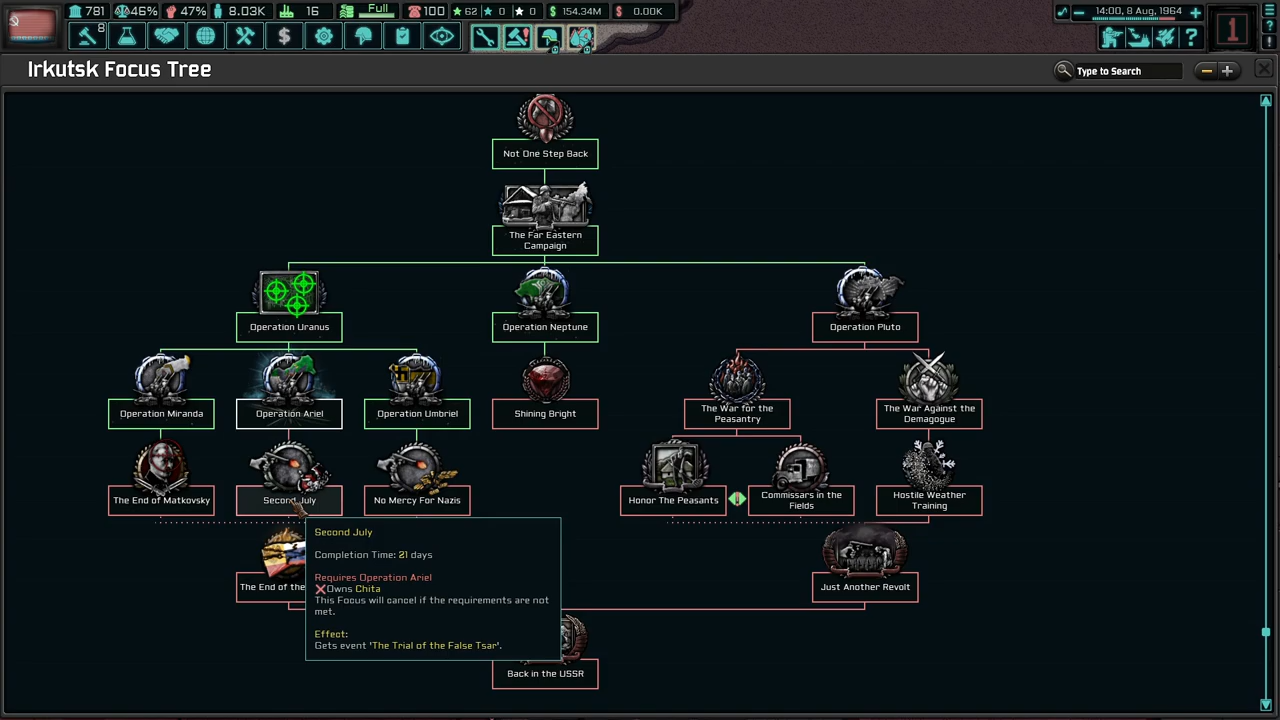 781 46% 47% 8.03K 16 Full 100 62 0 0 $ 154.34M $ 0.00K 14:00, 8 Aug, 1964
8
1
Irkutsk Focus Tree
Type to Search
Not One Step Back
The Far Eastern
Campaign
Operation Uranus
Operation Neptune
Operation Pluto
Operation Miranda
Operation Ariel
Operation Umbriel
Shining Bright
The War for the
Peasantry
The War Against the
Demagogue
The End of Matkovsky
Second July
No Mercy For Nazis
Honor The Peasants
Commissars in the
Fields
Hostile Weather
Training
Second July
Completion Time: 21 days
Requires Operation Ariel
Owns Chita
This Focus will cancel if the requirements are not
met.
Effect:
Gets event 'The Trial of the False Tsar'.
The End of the
Just Another Revolt
Back in the USSR